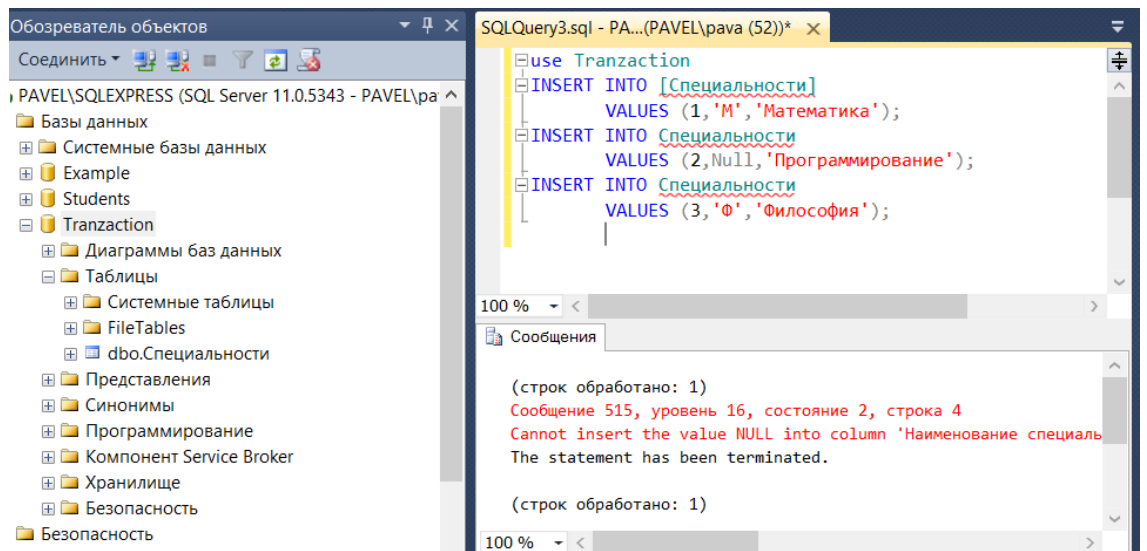 Обозреватель объектов
Соединить
PAVEL\SQLEXPRESS (SQL Server 11.0.5343 - PAVEL\pa
Базы данных
Системные базы данных
Example
Students
Tranzaction
Диаграммы баз данных
Таблицы
Системные таблицы
FileTables
dbo.Специальности
Представления
Синонимы
Программирование
Компонент Service Broker
Хранилище
Безопасность
Безопасность
SQLQuery3.sql - PA...(PAVEL\pava (52))*
use Tranzaction
INSERT INTO [Специальности]
VALUES (1,'М','Математика');
INSERT INTO Специальности
VALUES (2,Null,'Программирование');
INSERT INTO Специальности
VALUES (3,'Ф','Философия');
100 %
Сообщения
(строк обработано: 1)
Сообщение 515, уровень 16, состояние 2, строка 4
Cannot insert the value NULL into column 'Наименование специаль
The statement has been terminated.
(строк обработано: 1)
100 %